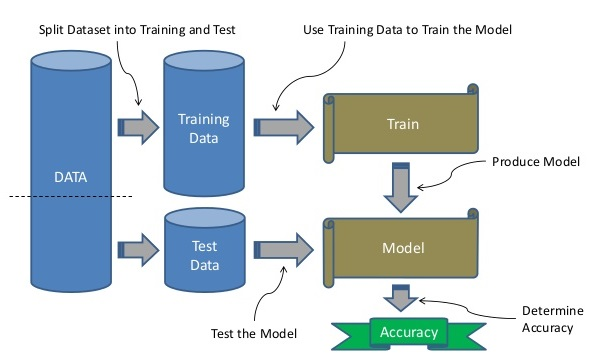 Split Dataset into Training and Test
Use Training Data to Train the Model
Training
Data
Train
DATA
Produce Model
Test
Data
Model
Test the Model
Determine
Accuracy
Accuracy